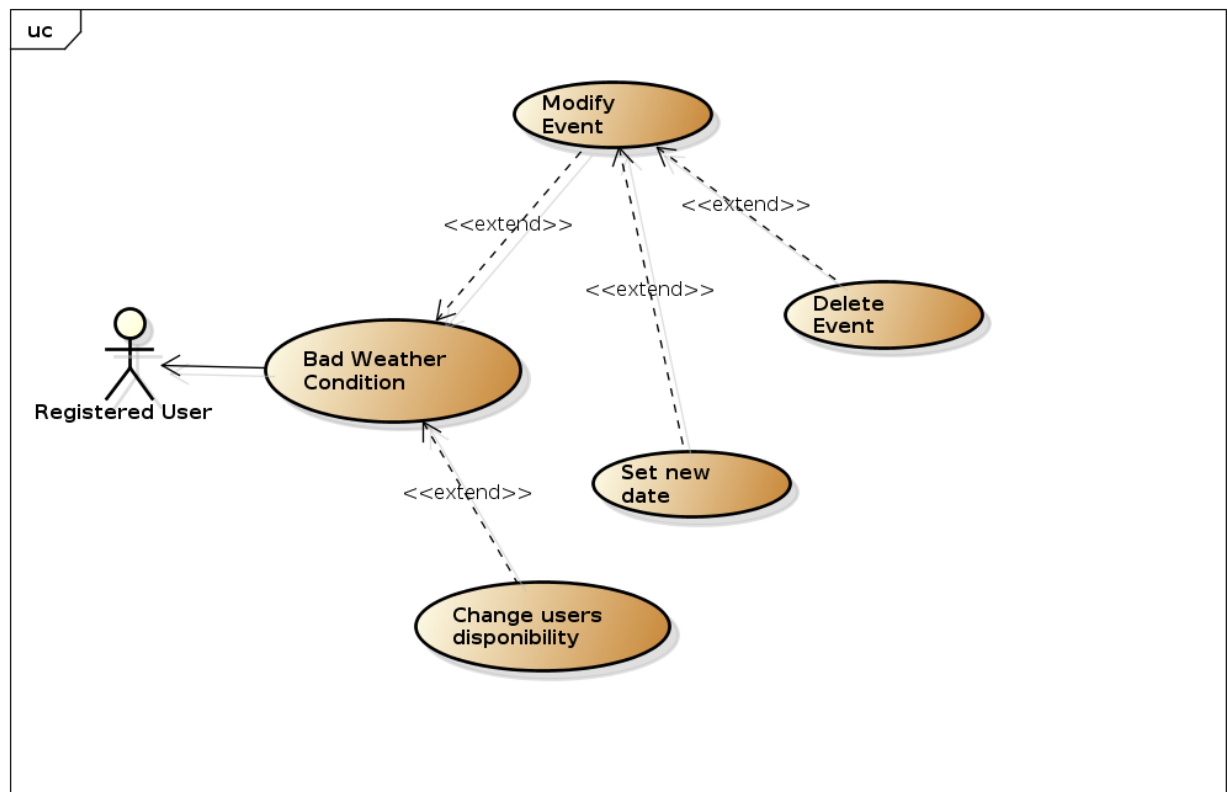 uc
Modify
Event
<<extend>>
<<extend>>
<<extend>>
Delete
Event
Bad Weather
Condition
Registered User
Set new
date
<<extend>>
Change users
disponibility